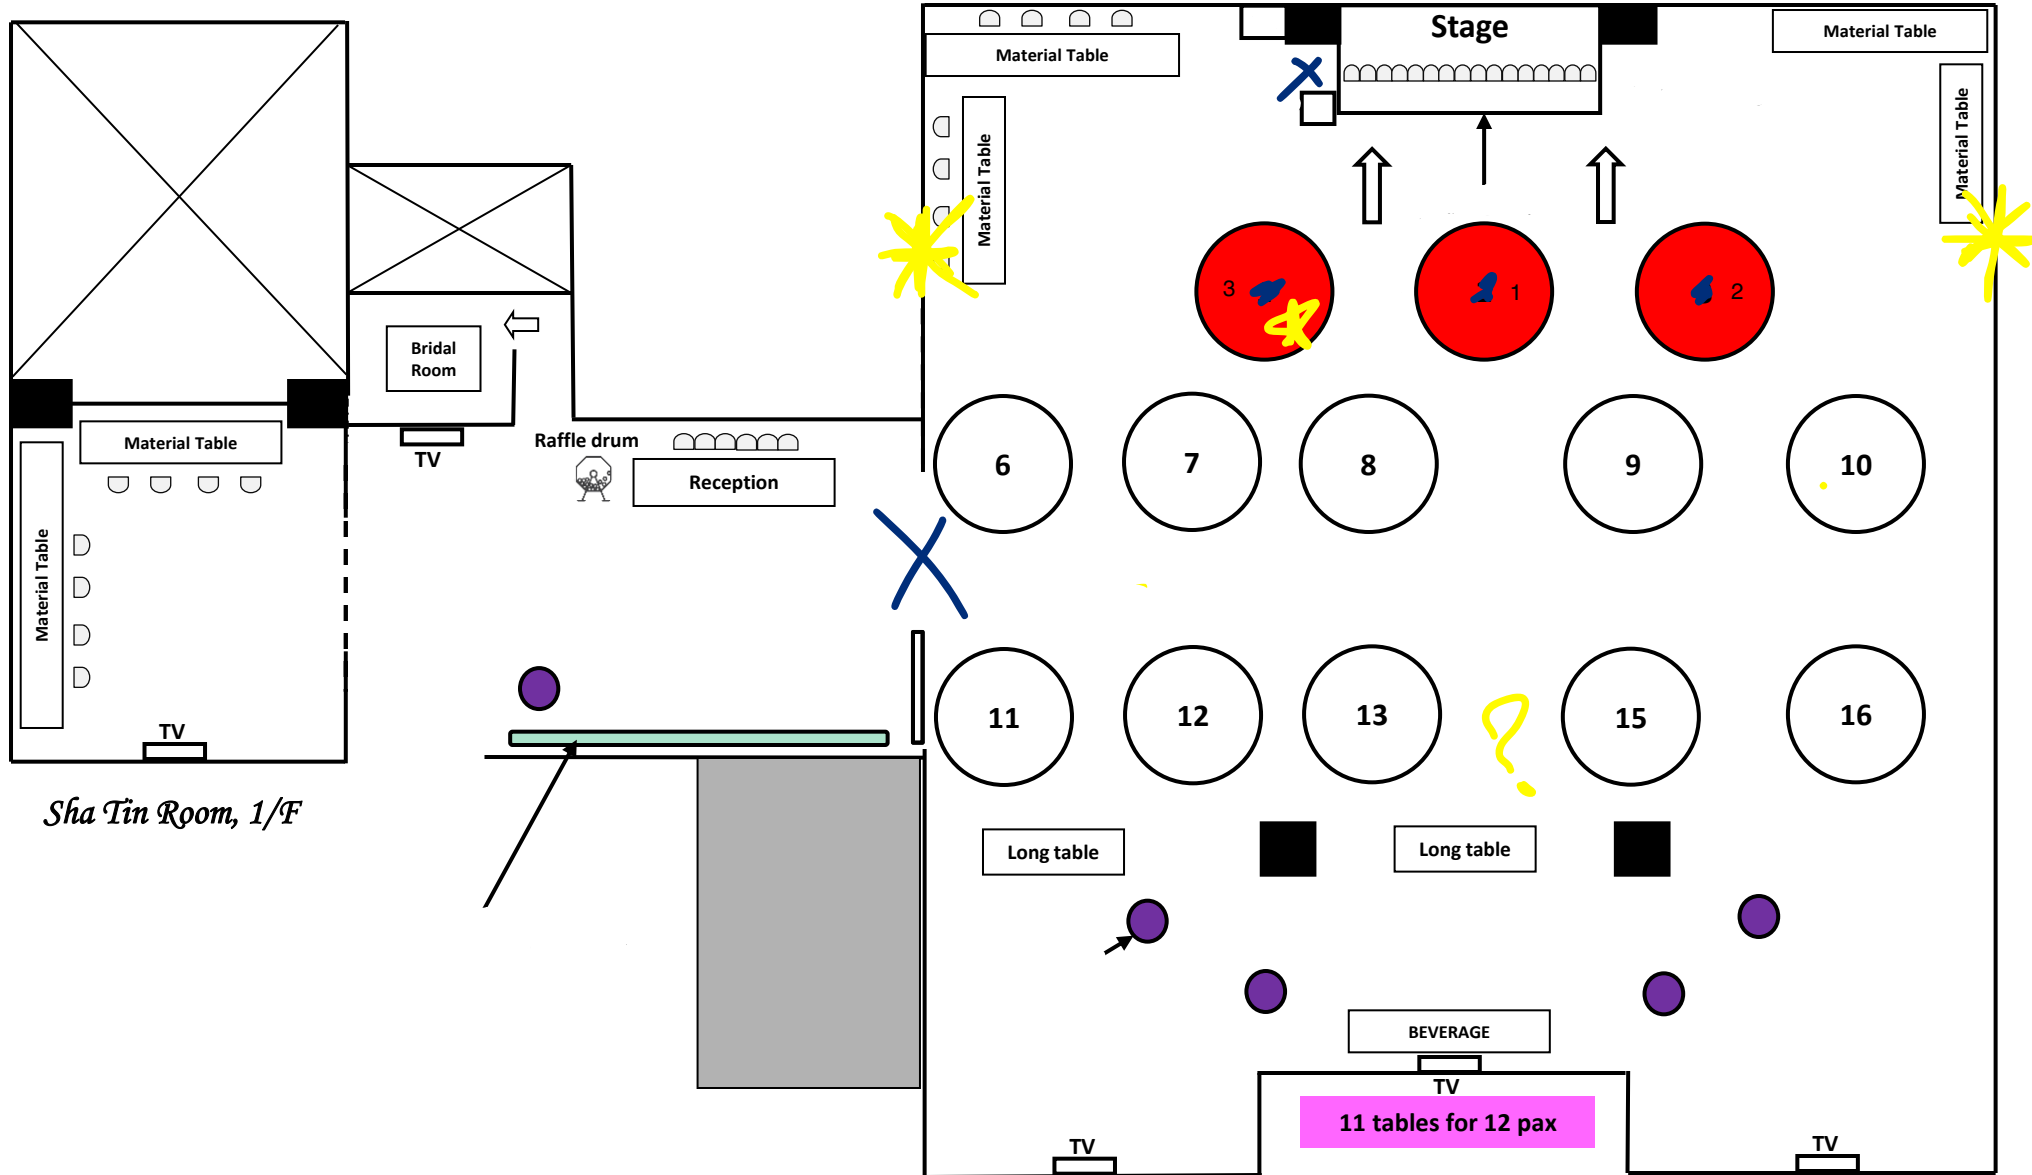 Stage
Material Table
Material Table
Material Table
Material Table
3
1
2
Bridal
Room
TV
Raffle drum
Reception
Material Table
Material Table
TV
Sha Tin Room, 1/F
6
7
8
9
10
11
12
13
?
15
16
Long table
Long table
BEVERAGE
TV
11 tables for 12 pax
TV
TV